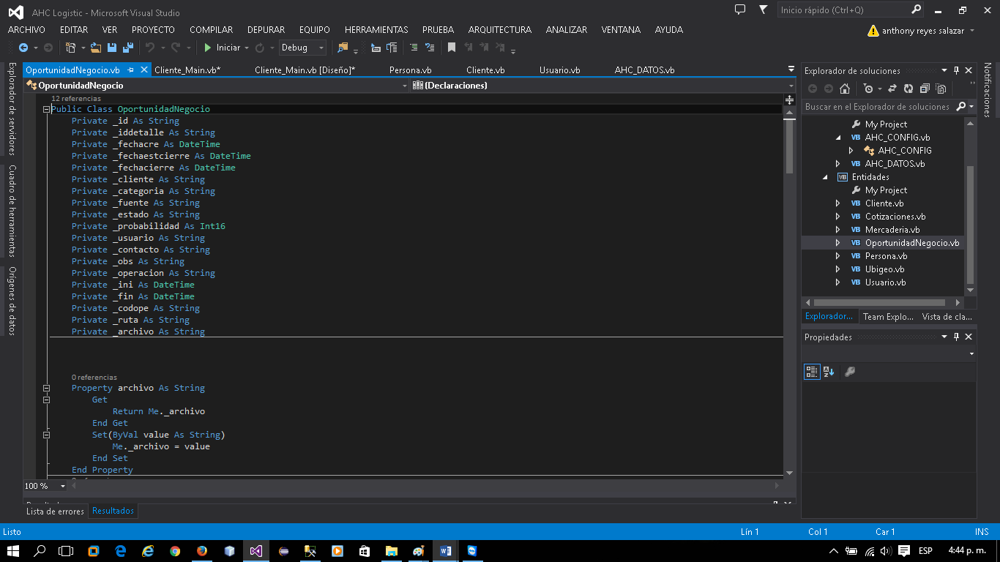 AHC Logistic - Microsoft Visual Studio
Inicio rápido (Ctrl+Q)
ARCHIVO EDITAR VER PROYECTO COMPILAR DEPURAR EQUIPO HERRAMIENTAS PRUEBA ARQUITECTURA ANALIZAR VENTANA AYUDA
anthony reyes salazar
Iniciar Debug
OportunidadNegocio.vb Cliente_Main.vb* Cliente_Main.vb [Diseño]* Persona.vb Cliente.vb Usuario.vb AHC_DATOS.vb
OportunidadNegocio (Declaraciones)
12 referencias
Public Class OportunidadNegocio
Private _id As String
Private _iddetalle As String
Private _fechacre As DateTime
Private _fechaestcierre As DateTime
Private _fechacierre As DateTime
Private _cliente As String
Private _categoria As String
Private _fuente As String
Private _estado As String
Private _probabilidad As Int16
Private _usuario As String
Private _contacto As String
Private _obs As String
Private _operacion As String
Private _ini As DateTime
Private _fin As DateTime
Private _codope As String
Private _ruta As String
Private _archivo As String
0 referencias
Property archivo As String
Get
Return Me._archivo
End Get
Set(ByVal value As String)
Me._archivo = value
End Set
End Property
100 %
Lista de errores Resultados
Explorador de servidores
Cuadro de herramientas
Orígenes de datos
Explorador de soluciones
Buscar en el Explorador de soluciones
My Project
VB AHC_CONFIG.vb
AHC_CONFIG
VB AHC_DATOS.vb
VB Entidades
My Project
VB Cliente.vb
VB Cotizaciones.vb
VB Mercaderia.vb
VB OportunidadNegocio.vb
VB Persona.vb
VB Ubigeo.vb
VB Usuario.vb
Explorador... Team Explo... Vista de cla...
Propiedades
Notificaciones
Listo Lín 1 Col 1 Car 1 INS
ESP 4:44 p. m.